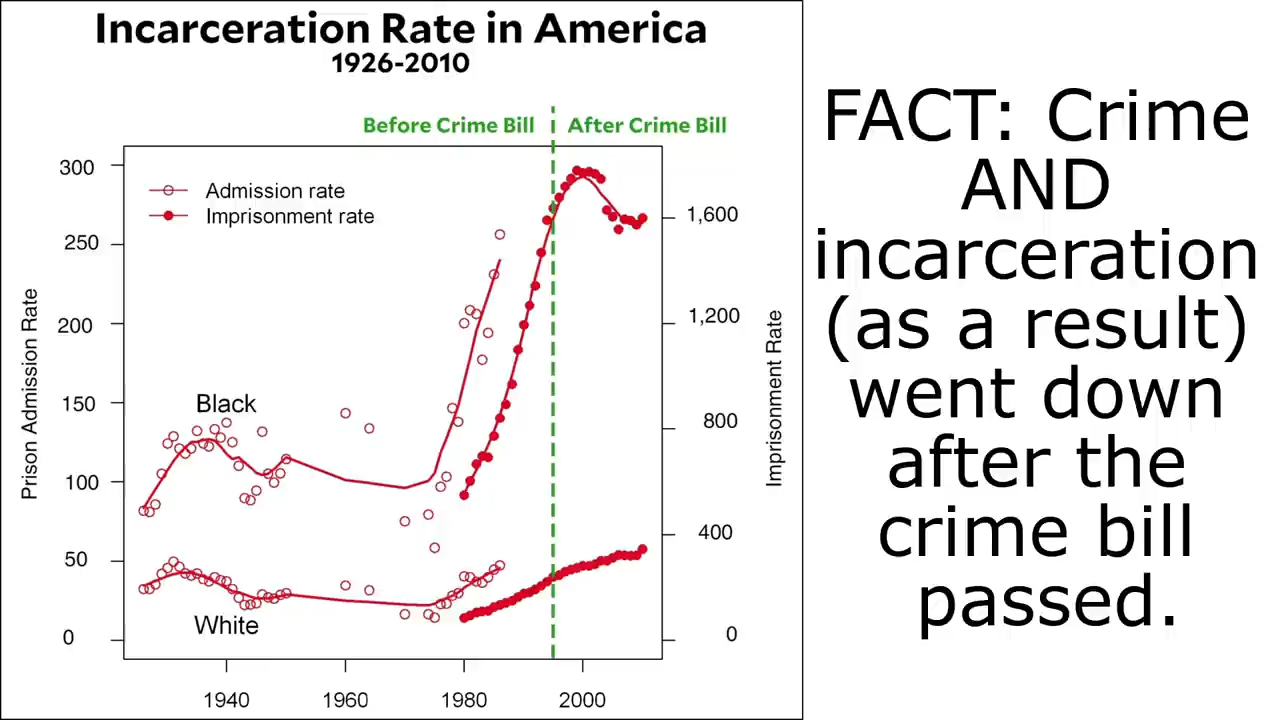 Incarceration Rate in America
1926-2010
Before Crime Bill
After Crime Bill
Admission rate
Imprisonment rate
Prison Admission Rate
300
250
200
150
100
50
0
Black
White
1,600
1,200
800
400
0
Imprisonment Rate
1940
1960
1980
2000
FACT: Crime
AND
incarceration
(as a result)
went down
after the
crime bill
passed.